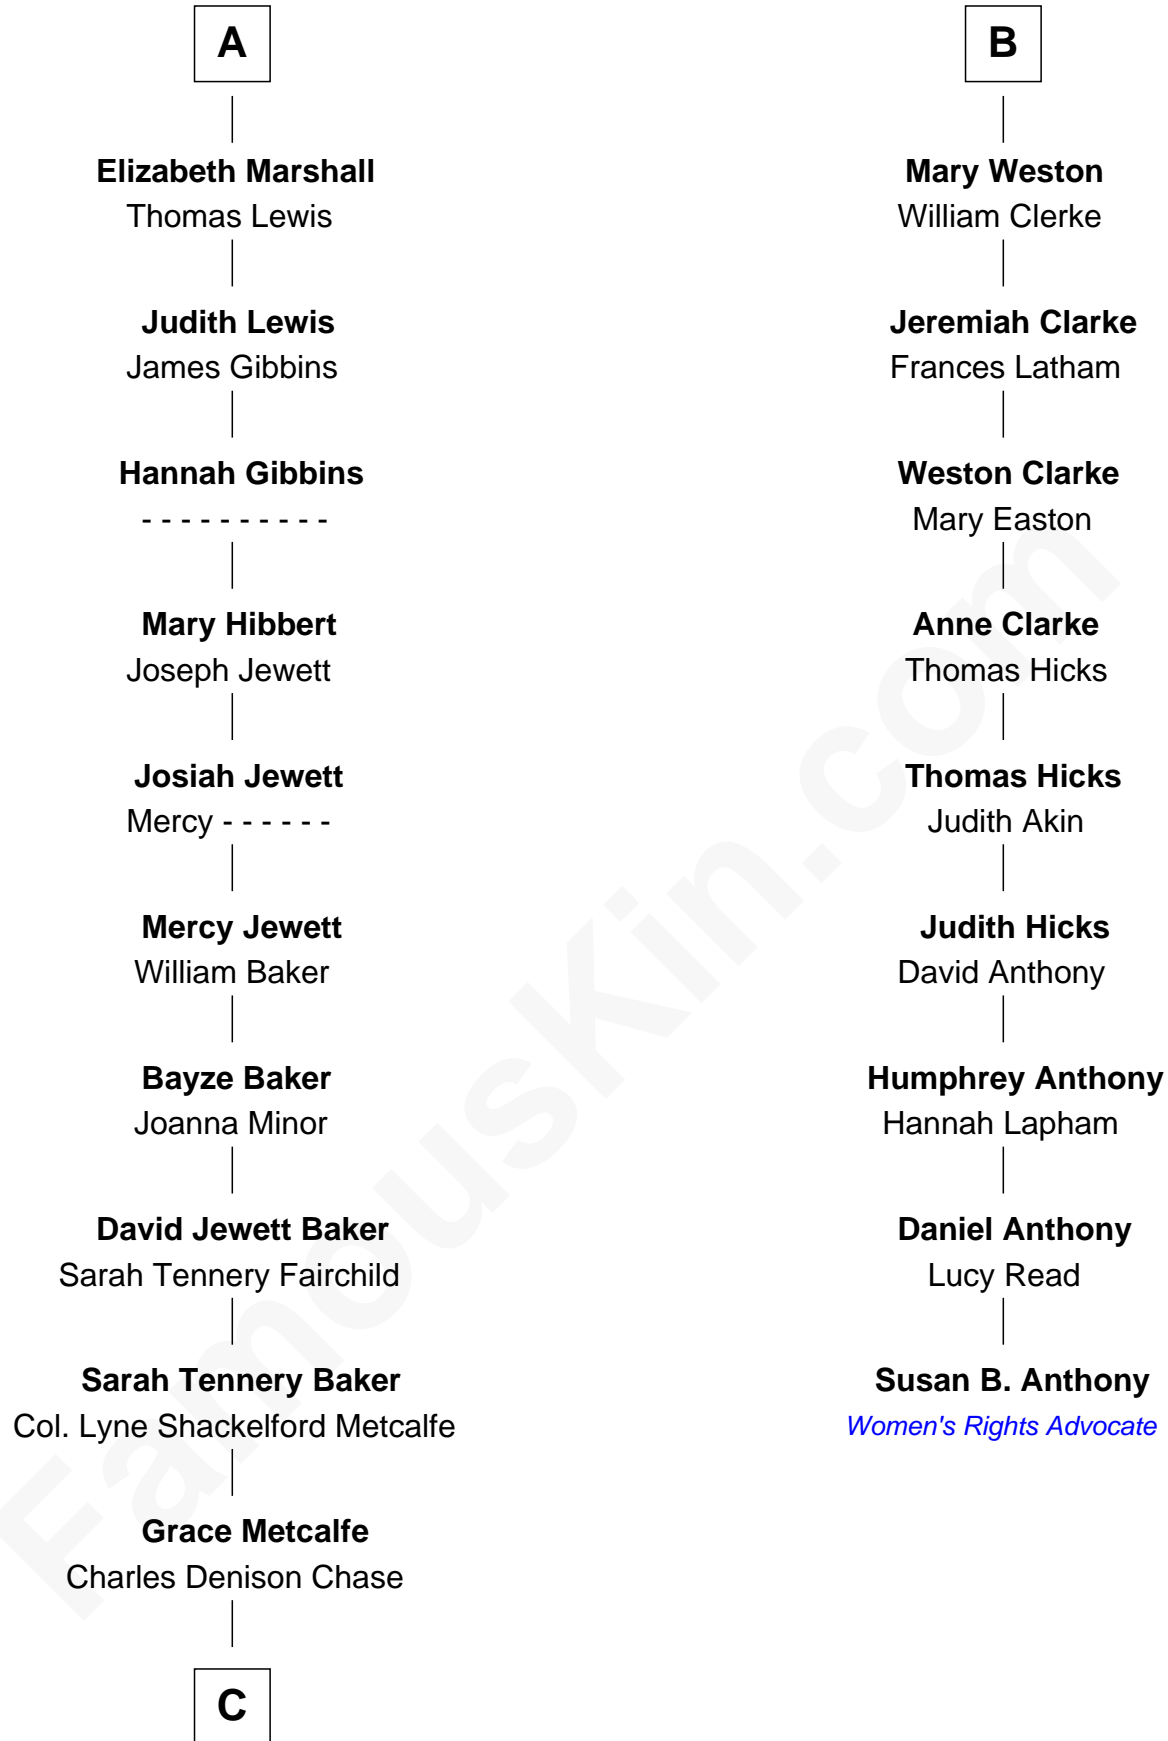 A
Elizabeth Marshall
Thomas Lewis
Judith Lewis
James Gibbins
Hannah Gibbins
- - - - - - - - - -
Mary Hibbert
Joseph Jewett
Josiah Jewett
Mercy - - - - - -
Mercy Jewett
William Baker
Bayze Baker
Joanna Minor
David Jewett Baker
Sarah Tennery Fairchild
Sarah Tennery Baker
Col. Lyne Shackelford Metcalfe
Grace Metcalfe
Charles Denison Chase
C
B
Mary Weston
William Clerke
Jeremiah Clarke
Frances Latham
Weston Clarke
Mary Easton
Anne Clarke
Thomas Hicks
Thomas Hicks
Judith Akin
Judith Hicks
David Anthony
Humphrey Anthony
Hannah Lapham
Daniel Anthony
Lucy Read
Susan B. Anthony
Women's Rights Advocate
FamousKin.com